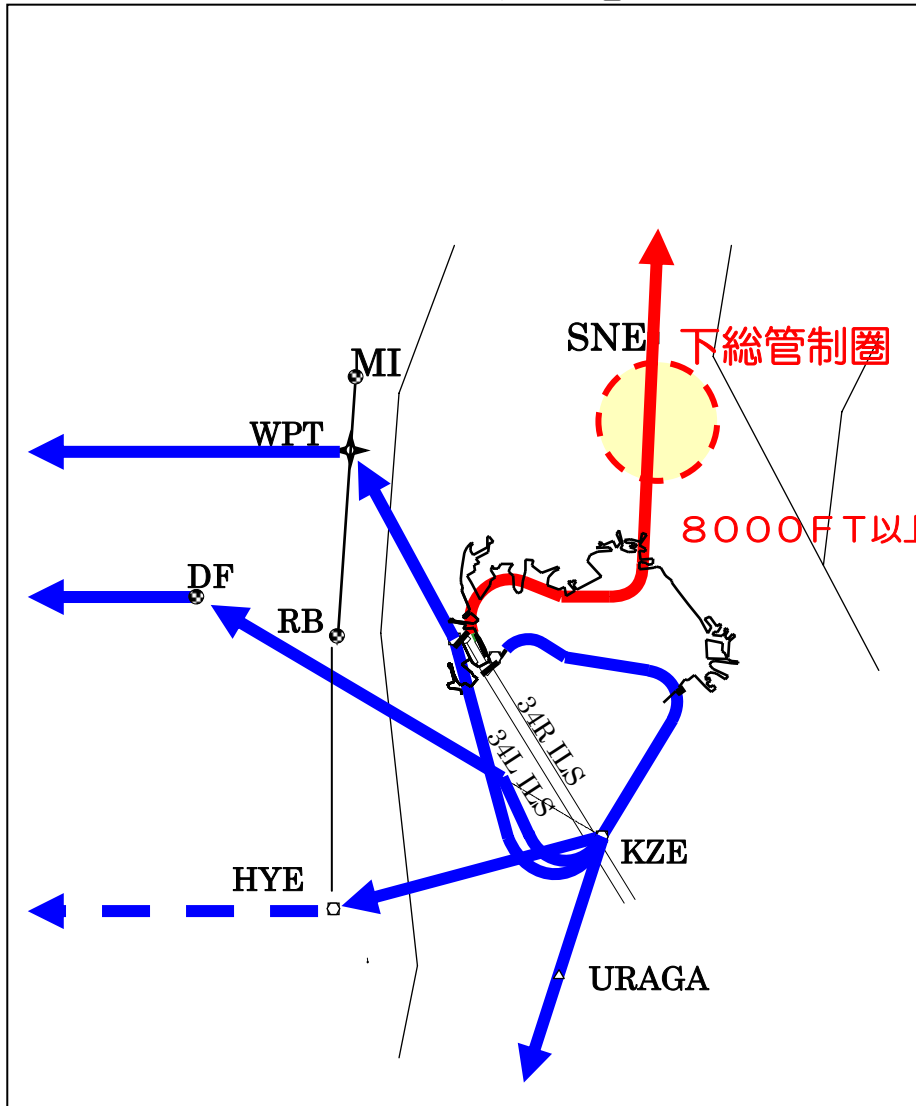 SNE
下総管制圏
MI
WPT
8000FT以上
DF
RB
34R ILS
34L ILS
KZE
HYE
URAGA